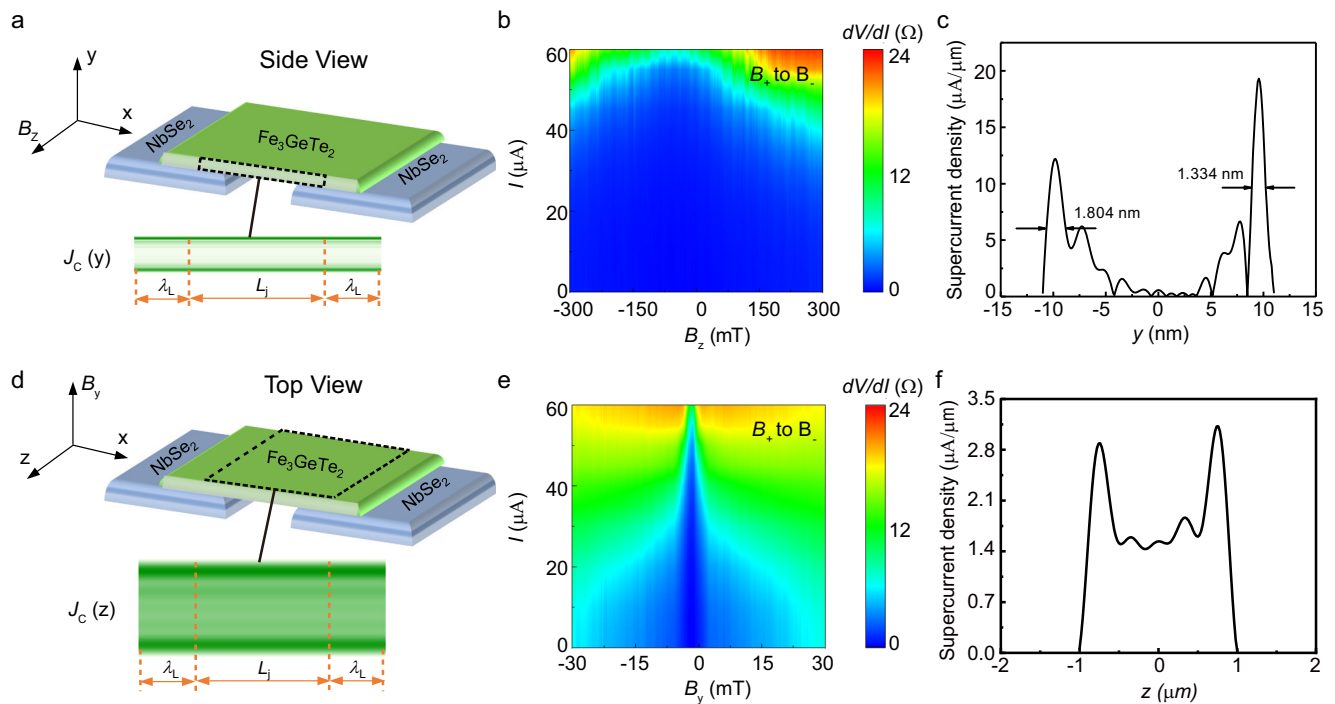 a
Side View
y
x
B_z
NbSe₂
Fe₃GeTe₂
NbSe₂
J_C (y)
λ_L
L_j
λ_L
b
dV/dI (Ω)
B₊ to B₋
I (μA)
60
40
20
0
-300
-150
0
150
300
B_z (mT)
24
12
0
c
Supercurrent density (μA/μm)
20
15
10
5
0
1.334 nm
1.804 nm
-15
-10
-5
0
5
10
15
y (nm)
d
Top View
B_y
x
z
NbSe₂
Fe₃GeTe₂
NbSe₂
J_C (z)
λ_L
L_j
λ_L
e
dV/dI (Ω)
B₊ to B₋
I (μA)
60
40
20
0
-30
-15
0
15
30
B_y (mT)
24
12
0
f
Supercurrent density (μA/μm)
3.5
2.8
2.1
1.4
0.7
0.0
-2
-1
0
1
2
z (μm)